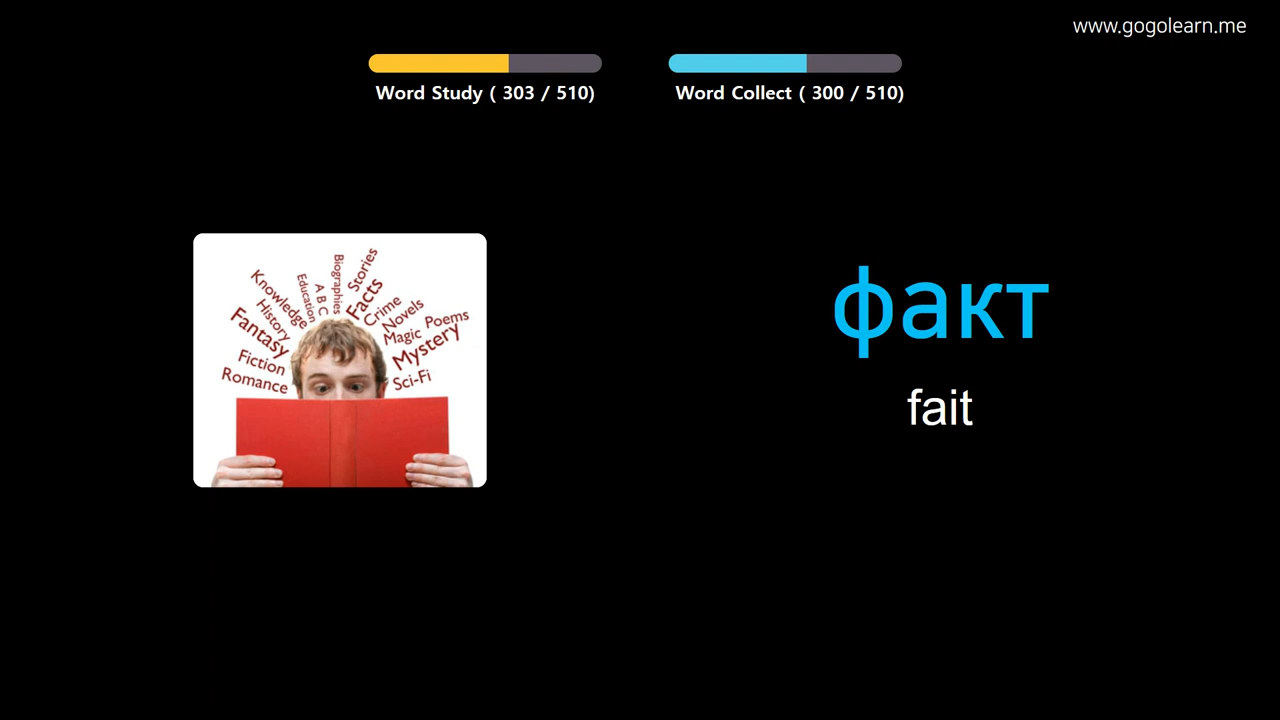 www.gogolearn.me
Word Study ( 303 / 510)
Word Collect ( 300 / 510)
Knowledge
History
Fantasy
Fiction
Romance
Education
A B C
Biographies
Stories
Facts
Crime
Novels
Magic
Poems
Mystery
Sci-Fi
факт
fait